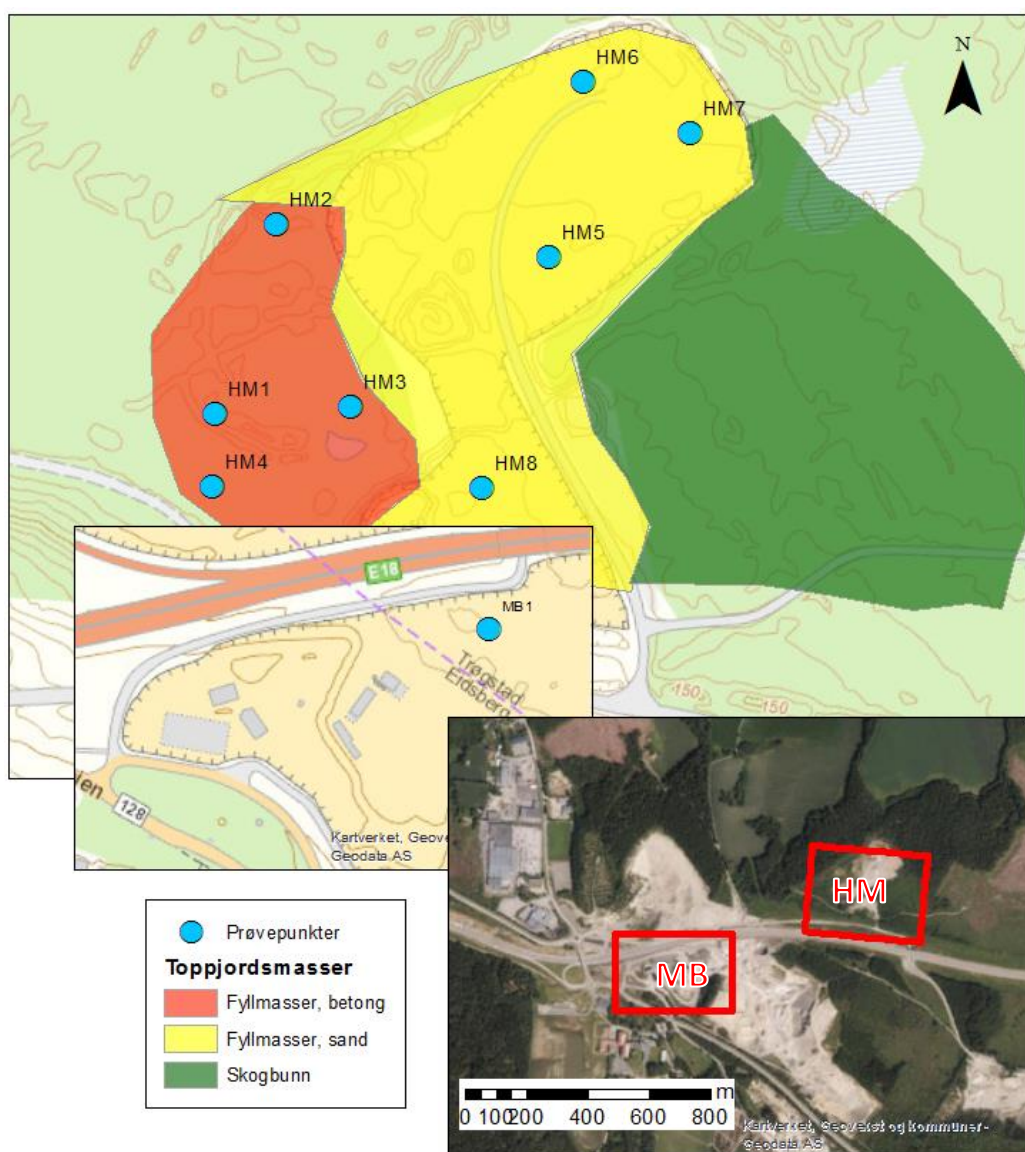 N
HM6
HM7
HM2
HM5
HM1
HM3
HM4
HM8
E18
MB1
Trøgstad
Eidsberg
150
150
ien
128
Kartverket, Geov
Geodata AS
HM
MB
m
0 100 200 400 600 800
Kartverket, Geovekst og kommuner -
Geodata AS
Prøvepunkter
Toppjordsmasser
Fyllmasser, betong
Fyllmasser, sand
Skogbunn